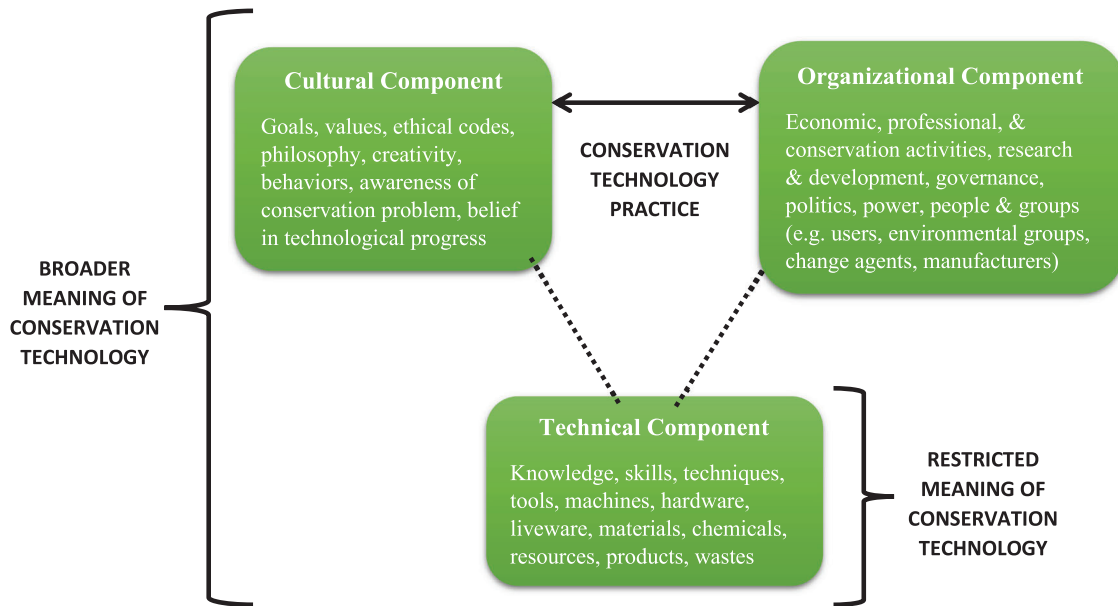 Cultural Component
Goals, values, ethical codes,
philosophy, creativity,
behaviors, awareness of
conservation problem, belief
in technological progress
CONSERVATION
TECHNOLOGY
PRACTICE
Organizational Component
Economic, professional, &
conservation activities, research
& development, governance,
politics, power, people & groups
(e.g. users, environmental groups,
change agents, manufacturers)
BROADER
MEANING OF
CONSERVATION
TECHNOLOGY
Technical Component
Knowledge, skills, techniques,
tools, machines, hardware,
liveware, materials, chemicals,
resources, products, wastes
RESTRICTED
MEANING OF
CONSERVATION
TECHNOLOGY